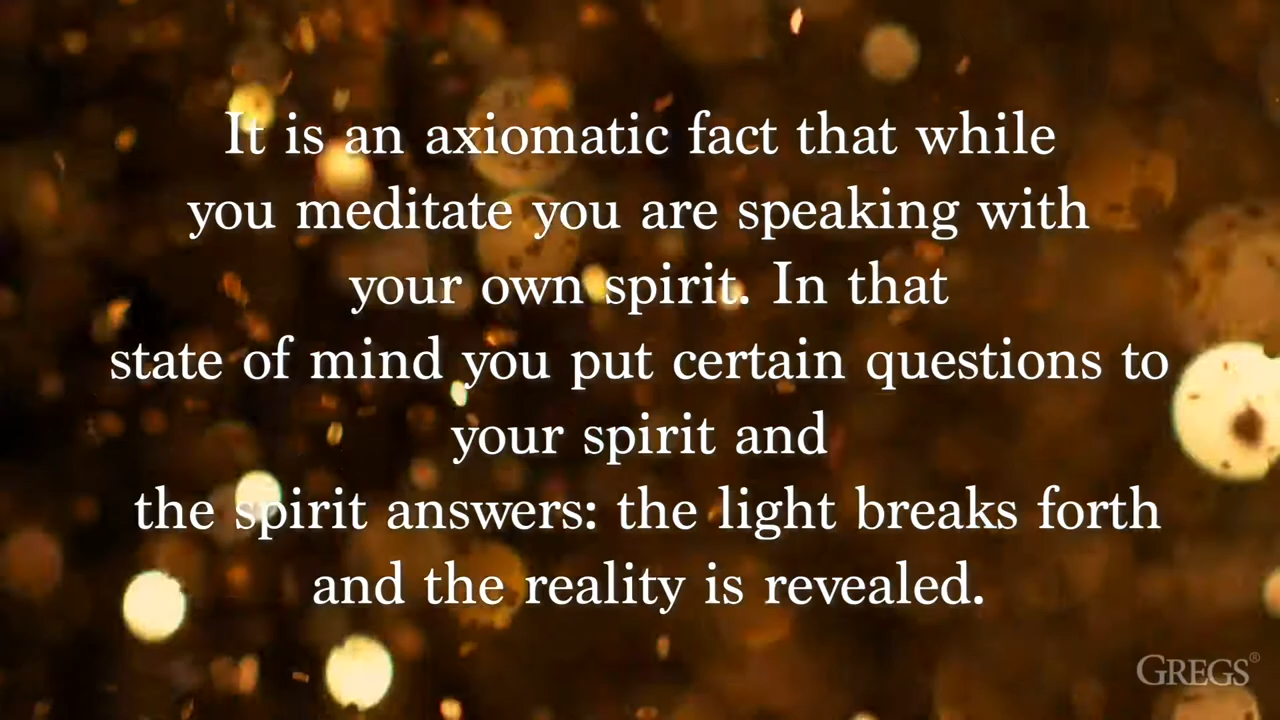 It is an axiomatic fact that while
you meditate you are speaking with
your own spirit. In that
state of mind you put certain questions to
your spirit and
the spirit answers: the light breaks forth
and the reality is revealed.
GREGS®